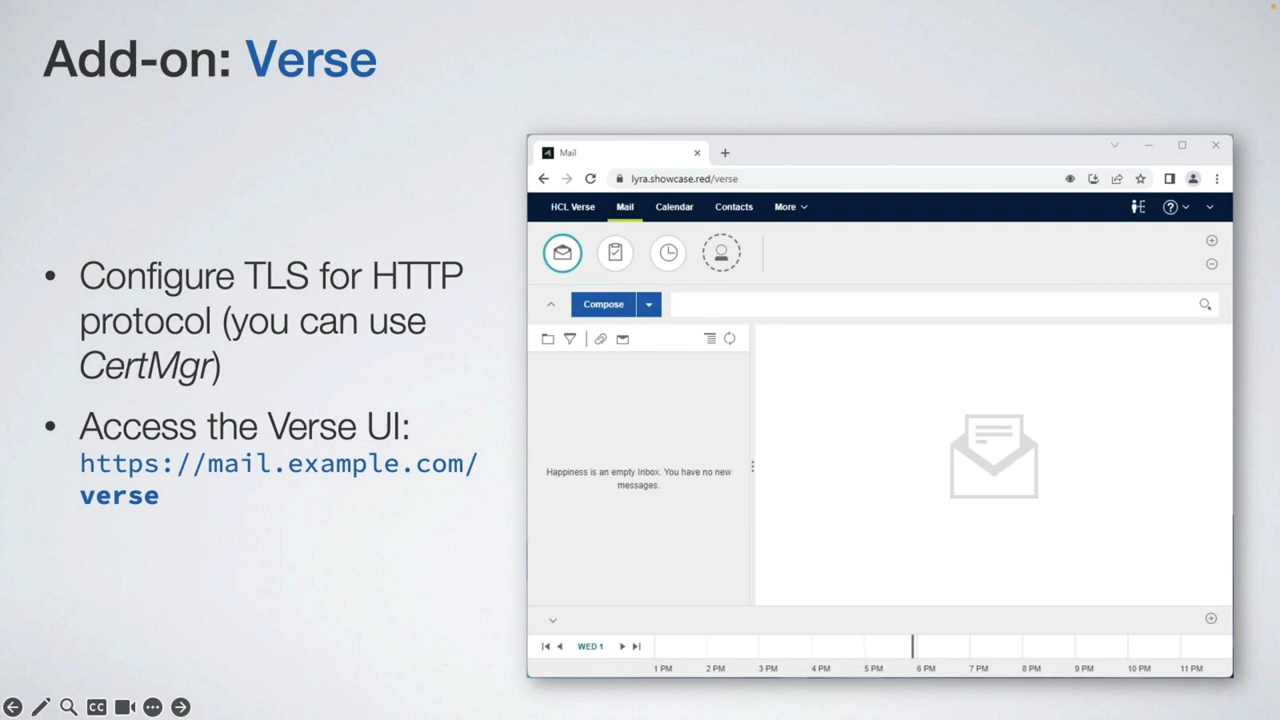 Add-on: Verse
• Configure TLS for HTTP
protocol (you can use
CertMgr)
• Access the Verse UI:
https://mail.example.com/
verse
Mail
lyra.showcase.red/verse
HCL Verse Mail Calendar Contacts More
Compose
Happiness is an empty Inbox. You have no new
messages.
WED 1
1 PM 2 PM 3 PM 4 PM 5 PM 6 PM 7 PM 8 PM 9 PM 10 PM 11 PM
CC